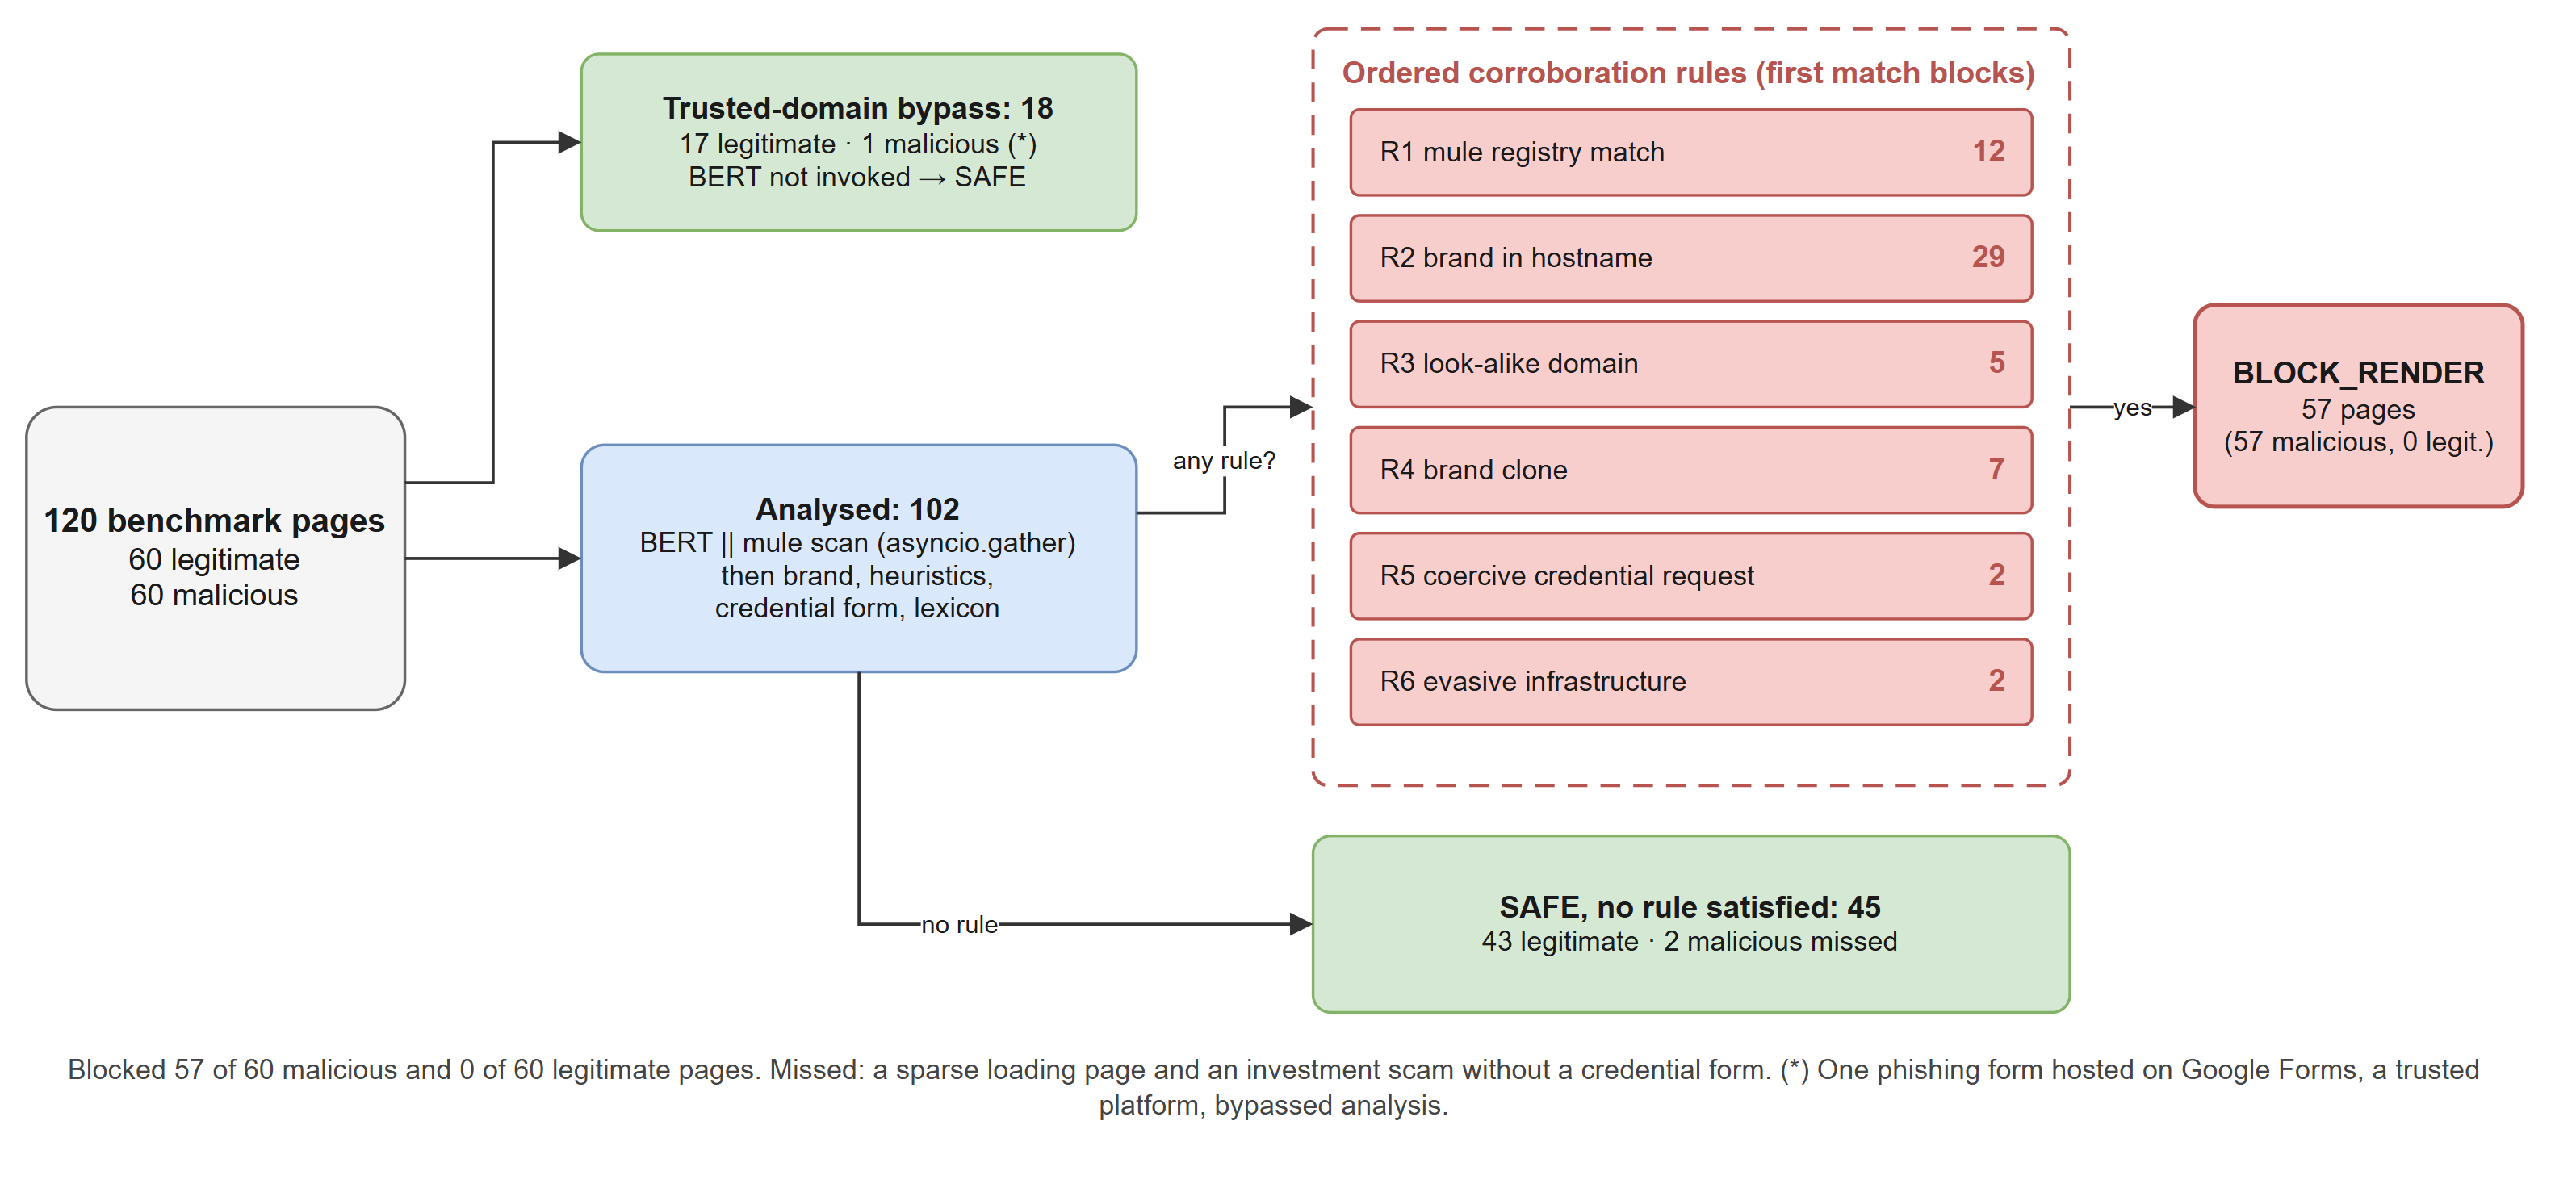 Trusted-domain bypass: 18
17 legitimate · 1 malicious (*)
BERT not invoked → SAFE
120 benchmark pages
60 legitimate
60 malicious
Analysed: 102
BERT || mule scan (asyncio.gather)
then brand, heuristics,
credential form, lexicon
any rule?
no rule
Ordered corroboration rules (first match blocks)
R1 mule registry match 12
R2 brand in hostname 29
R3 look-alike domain 5
R4 brand clone 7
R5 coercive credential request 2
R6 evasive infrastructure 2
yes
BLOCK_RENDER
57 pages
(57 malicious, 0 legit.)
SAFE, no rule satisfied: 45
43 legitimate · 2 malicious missed
Blocked 57 of 60 malicious and 0 of 60 legitimate pages. Missed: a sparse loading page and an investment scam without a credential form. (*) One phishing form hosted on Google Forms, a trusted
platform, bypassed analysis.